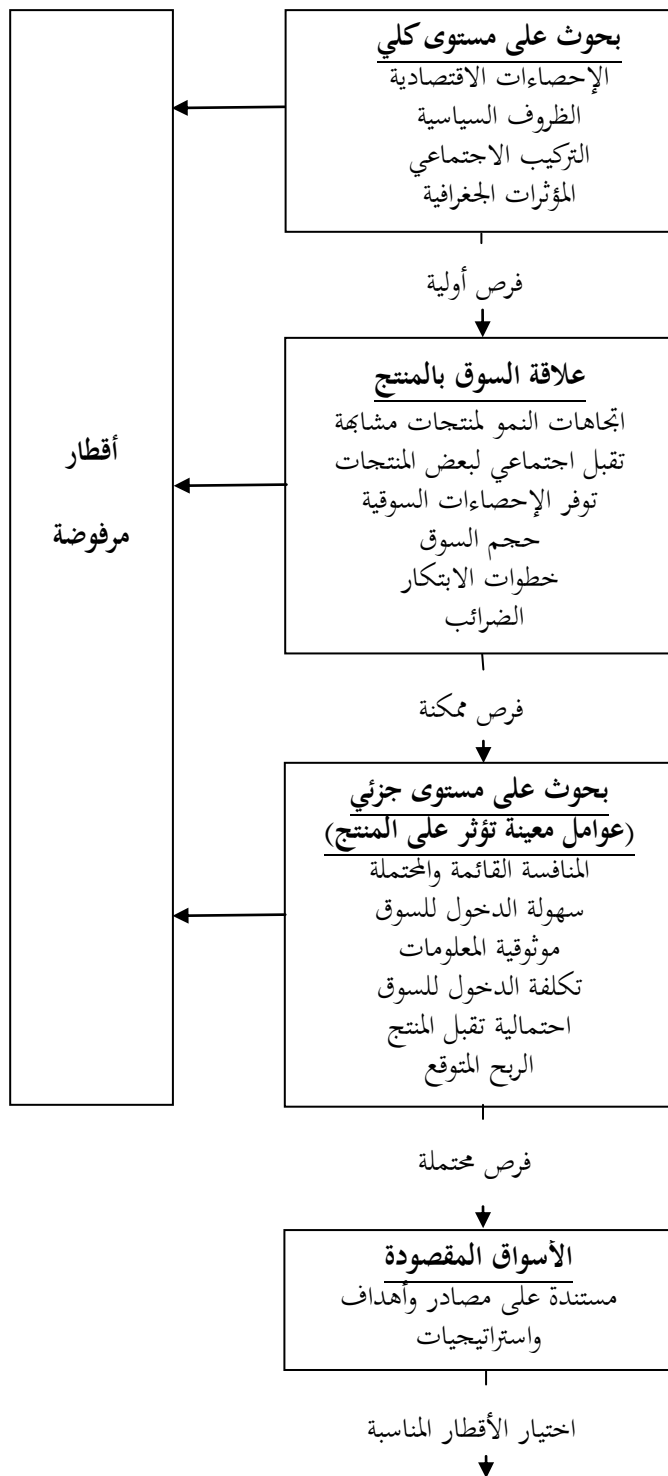 بحوث على مستوى كلي
الإحصاءات الاقتصادية
الظروف السياسية
التركيب الاجتماعي
المؤثرات الجغرافية
فرص أولية
علاقة السوق بالمنتج
اتجاهات النمو لمنتجات مشابهة
تقبل اجتماعي لبعض المنتجات
توفر الإحصاءات السوقية
حجم السوق
خطوات الابتكار
الضرائب
أقطار
مرفوضة
فرص ممكنة
بحوث على مستوى جزئي
(عوامل معينة تؤثر على المنتج)
المنافسة القائمة والمحتملة
سهولة الدخول للسوق
موثوقية المعلومات
تكلفة الدخول للسوق
احتمالية تقبل المنتج
الربح المتوقع
فرص محتملة
الأسواق المقصودة
مستندة على مصادر وأهداف
واستراتيجيات
اختيار الأقطار المناسبة